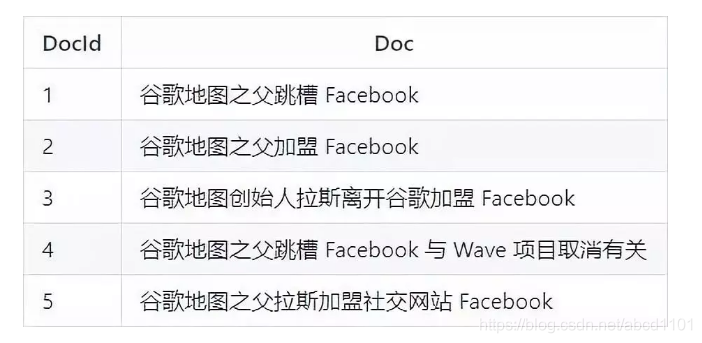 DocId Doc
1 谷歌地图之父跳槽 Facebook
2 谷歌地图之父加盟 Facebook
3 谷歌地图创始人拉斯离开谷歌加盟 Facebook
4 谷歌地图之父跳槽 Facebook 与 Wave 项目取消有关
5 谷歌地图之父拉斯加盟社交网站 Facebook
https://blog.csdn.net/abcd1101